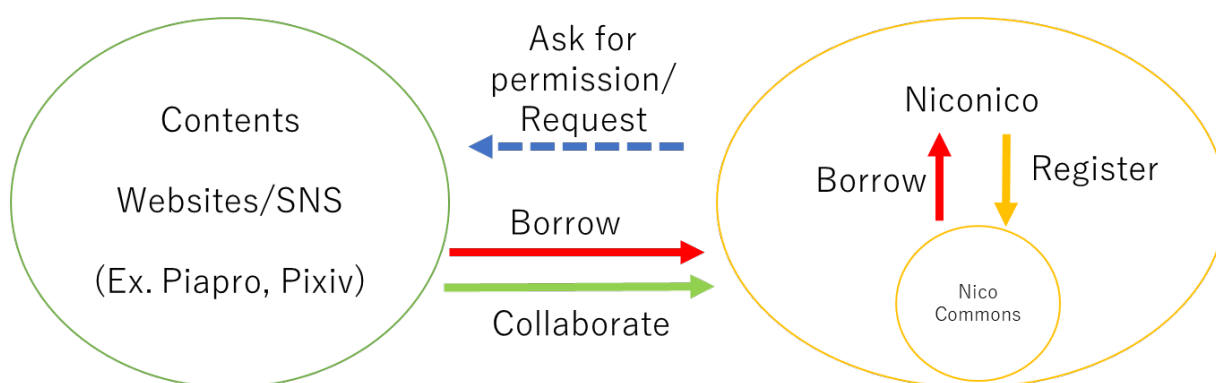 Contents
Websites/SNS
(Ex. Piapro, Pixiv)
Ask for
permission/
Request
Borrow
Collaborate
Niconico
Borrow
Register
Nico
Commons